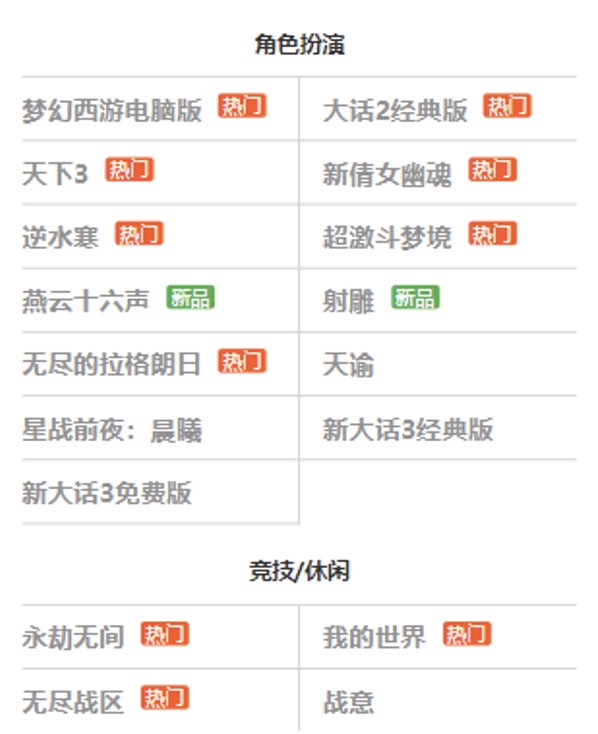 角色扮演
梦幻西游电脑版 热门 大话2经典版 热门
天下3 热门 新倩女幽魂 热门
逆水寒 热门 超激斗梦境 热门
燕云十六声 新品 射雕 新品
无尽的拉格朗日 热门 天谕
星战前夜：晨曦 新大话3经典版
新大话3免费版
竞技/休闲
永劫无间 热门 我的世界 热门
无尽战区 热门 战意